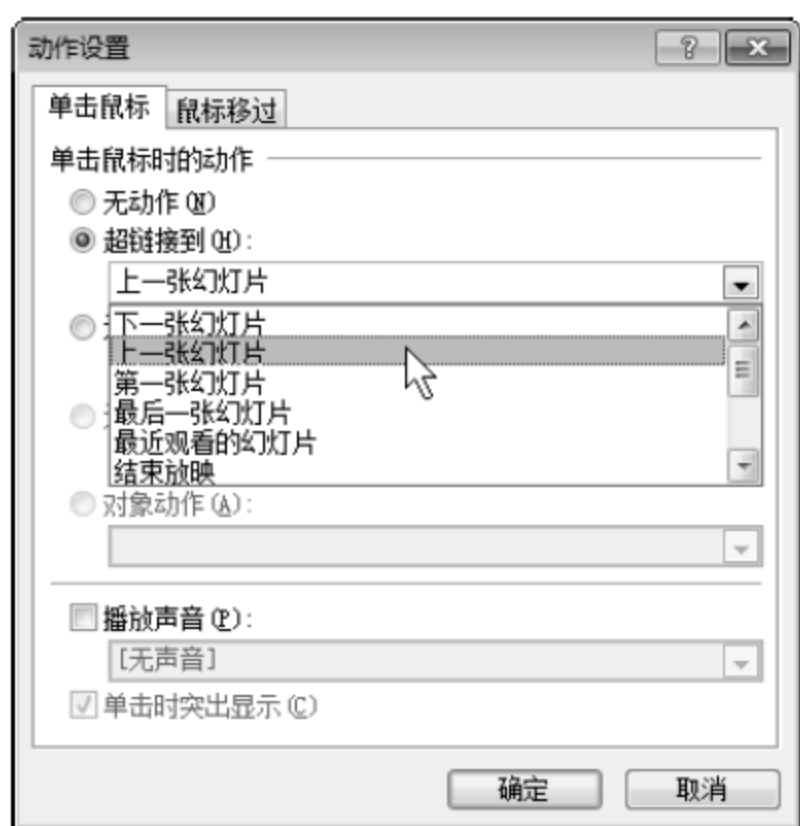 动作设置
单击鼠标 鼠标移过
单击鼠标时的动作
无动作(N)
超链接到(H):
上一张幻灯片
下一张幻灯片
上一张幻灯片
第一张幻灯片
最后一张幻灯片
最近观看的幻灯片
结束放映
对象动作(A):
播放声音(P):
[无声音]
单击时突出显示(C)
确定 取消